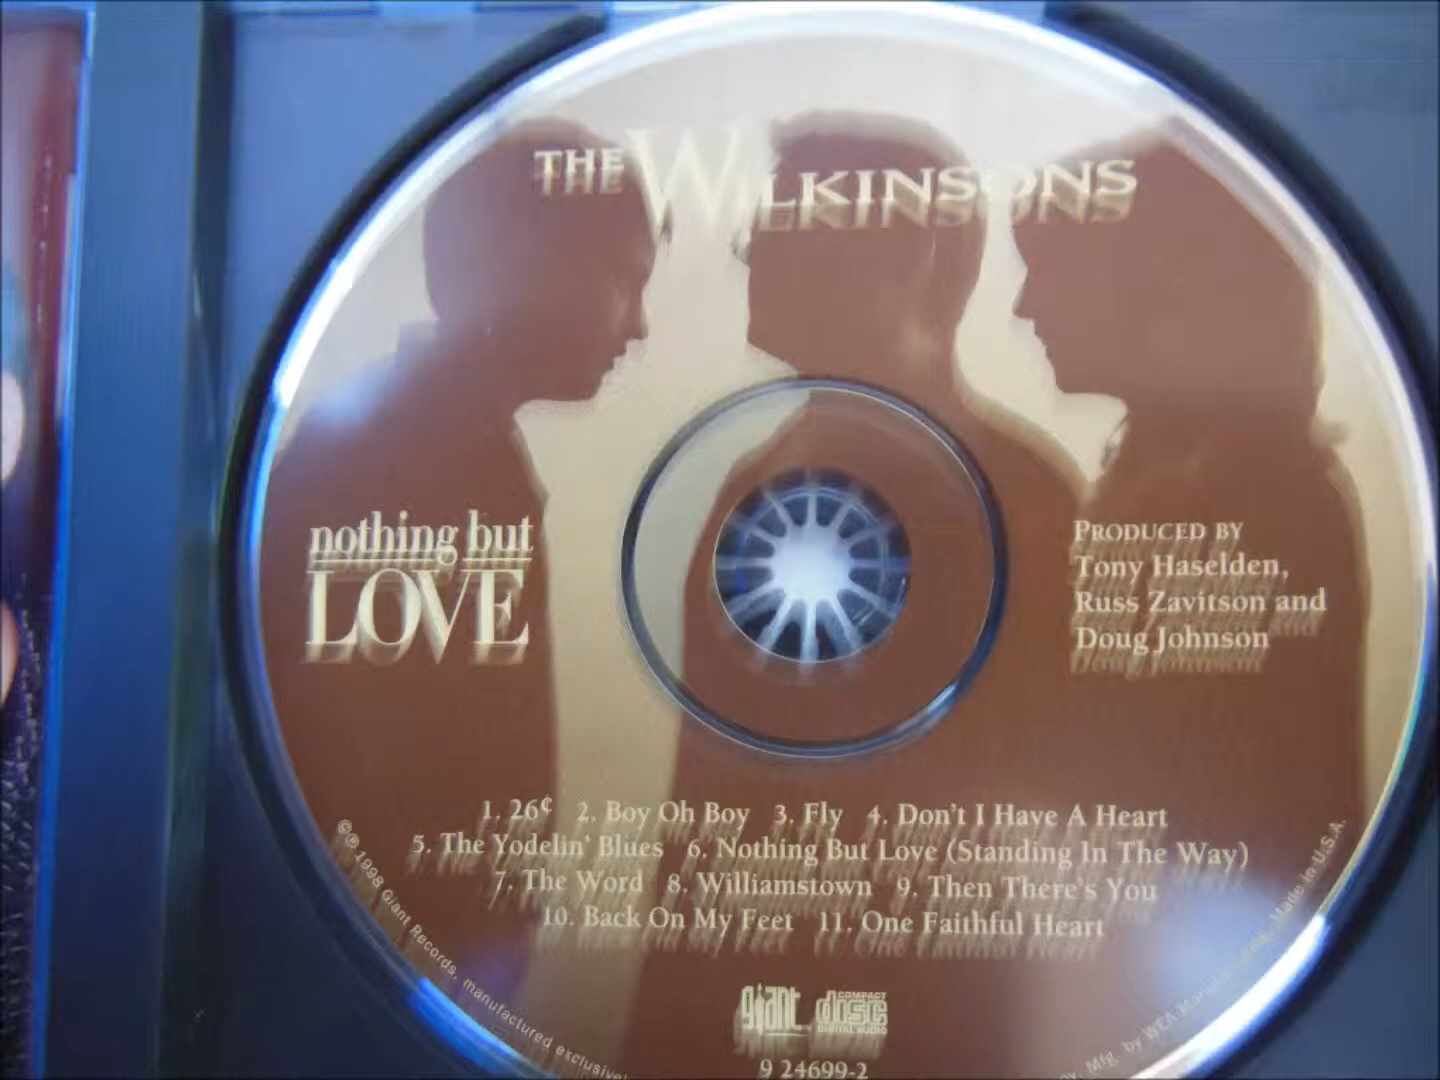 THE WILKINSONS
nothing but
LOVE
PRODUCED BY
Tony Haselden,
Russ Zavitson and
Doug Johnson
1. 26¢ 2. Boy Oh Boy 3. Fly 4. Don't I Have A Heart
5. The Yodelin' Blues 6. Nothing But Love (Standing In The Way)
7. The Word 8. Williamstown 9. Then There's You
10. Back On My Feet 11. One Faithful Heart
giant
COMPACT
disc
DIGITAL AUDIO
9 24699-2
©℗ 1998 Giant Records, manufactured
Mfg. by WEA Made in U.S.A.